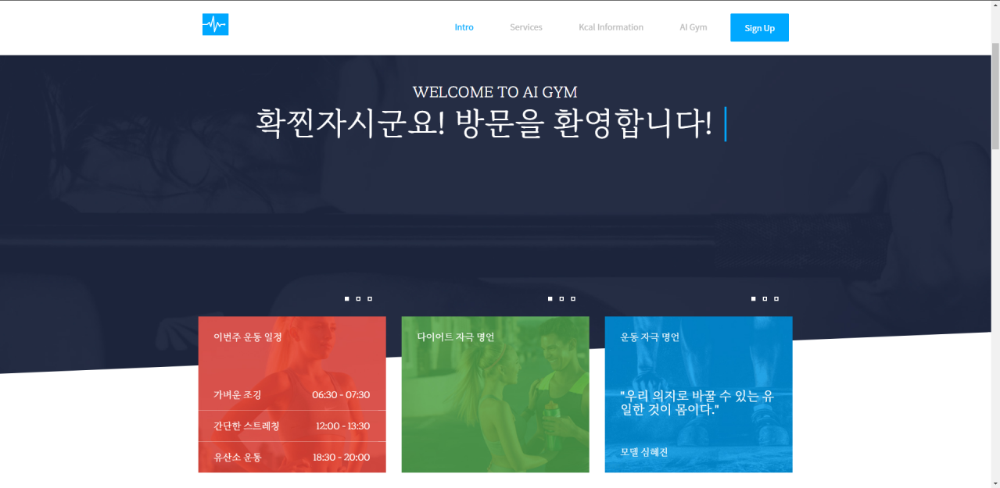 Intro Services Kcal Information AI Gym Sign Up
WELCOME TO AI GYM
확찐자시군요! 방문을 환영합니다!
이번주 운동 일정
가벼운 조깅 06:30 - 07:30
간단한 스트레칭 12:00 - 13:30
유산소 운동 18:30 - 20:00
다이어트 자극 명언
운동 자극 명언
"우리 의지로 바꿀 수 있는 유
일한 것이 몸이다."
모델 심혜진